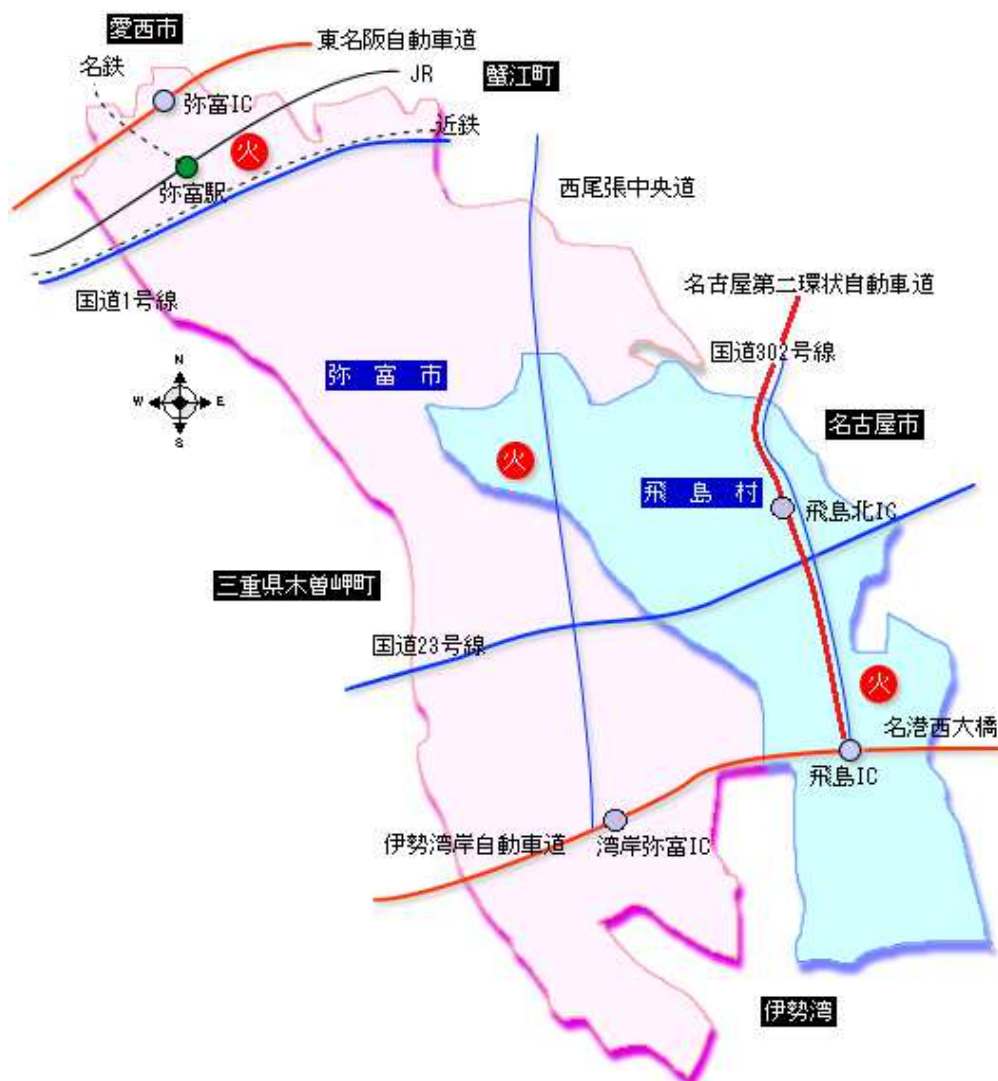 愛西市
東名阪自動車道
名鉄
JR
蟹江町
弥富IC
近鉄
火
弥富駅
西尾張中央道
国道1号線
名古屋第二環状自動車道
国道302号線
N
弥富市
W
E
名古屋市
S
火
飛島村
飛島北IC
三重県木曽岬町
国道23号線
火
名港西大橋
飛島IC
伊勢湾岸自動車道
湾岸弥富IC
伊勢湾